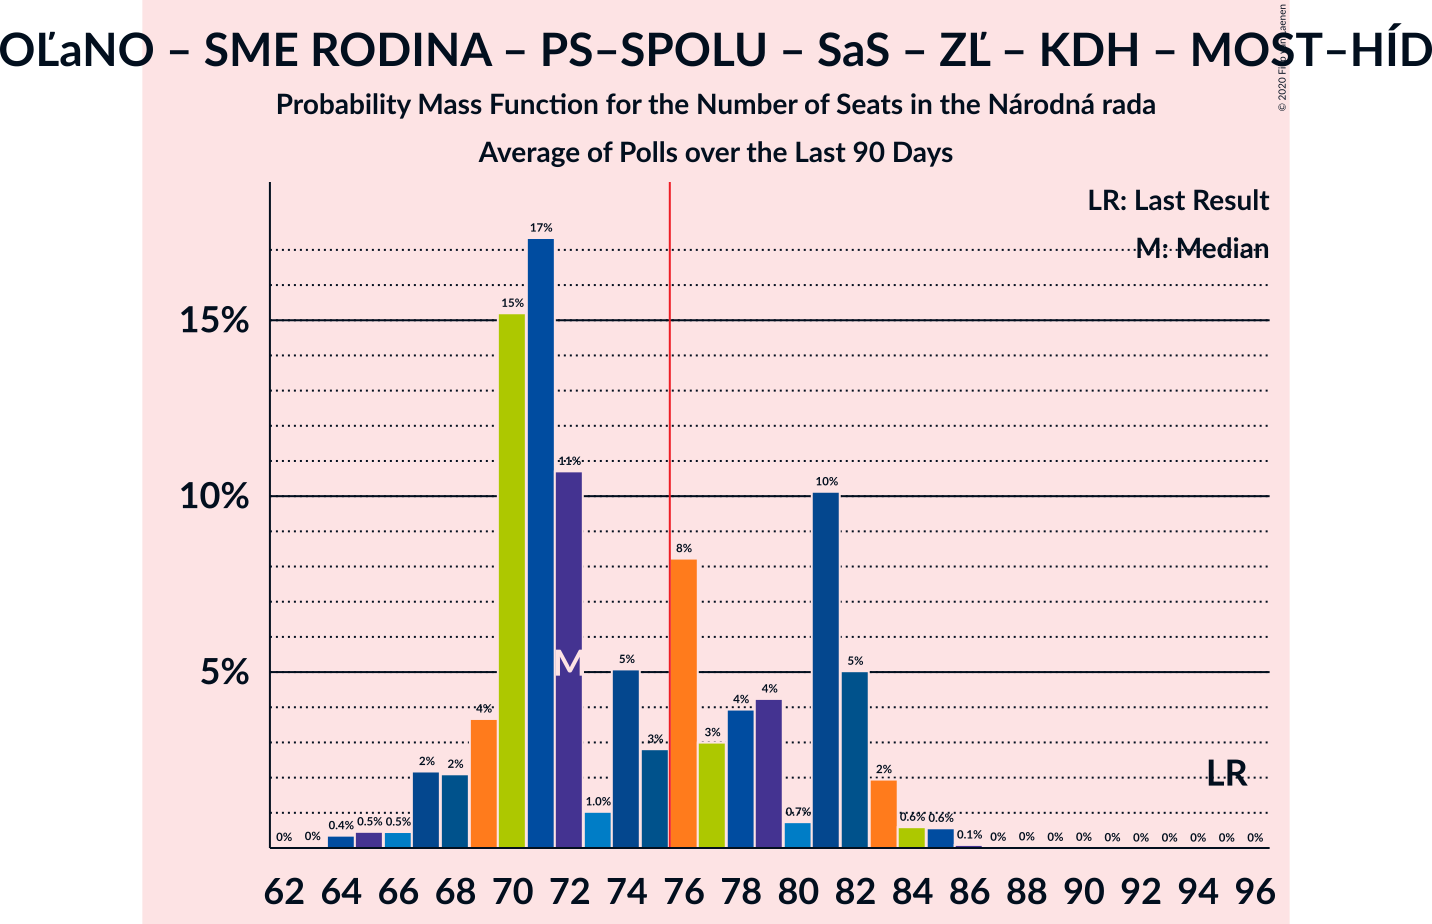 OĽaNO – SME RODINA – PS–SPOLU – SaS – ZĽ – KDH – MOST–HÍD
Probability Mass Function for the Number of Seats in the Národná rada
Average of Polls over the Last 90 Days
© 2020
LR: Last Result
M: Median
15%
10%
5%
0% 0% 0.4% 0.5% 0.5% 2% 2% 4% 15% 17% 11% 1.0% 5% 3% 8% 3% 4% 4% 0.7% 10% 5% 2% 0.6% 0.6% 0.1% 0% 0% 0% 0% 0% 0% 0% 0% 0% 0%
M
LR
62 64 66 68 70 72 74 76 78 80 82 84 86 88 90 92 94 96